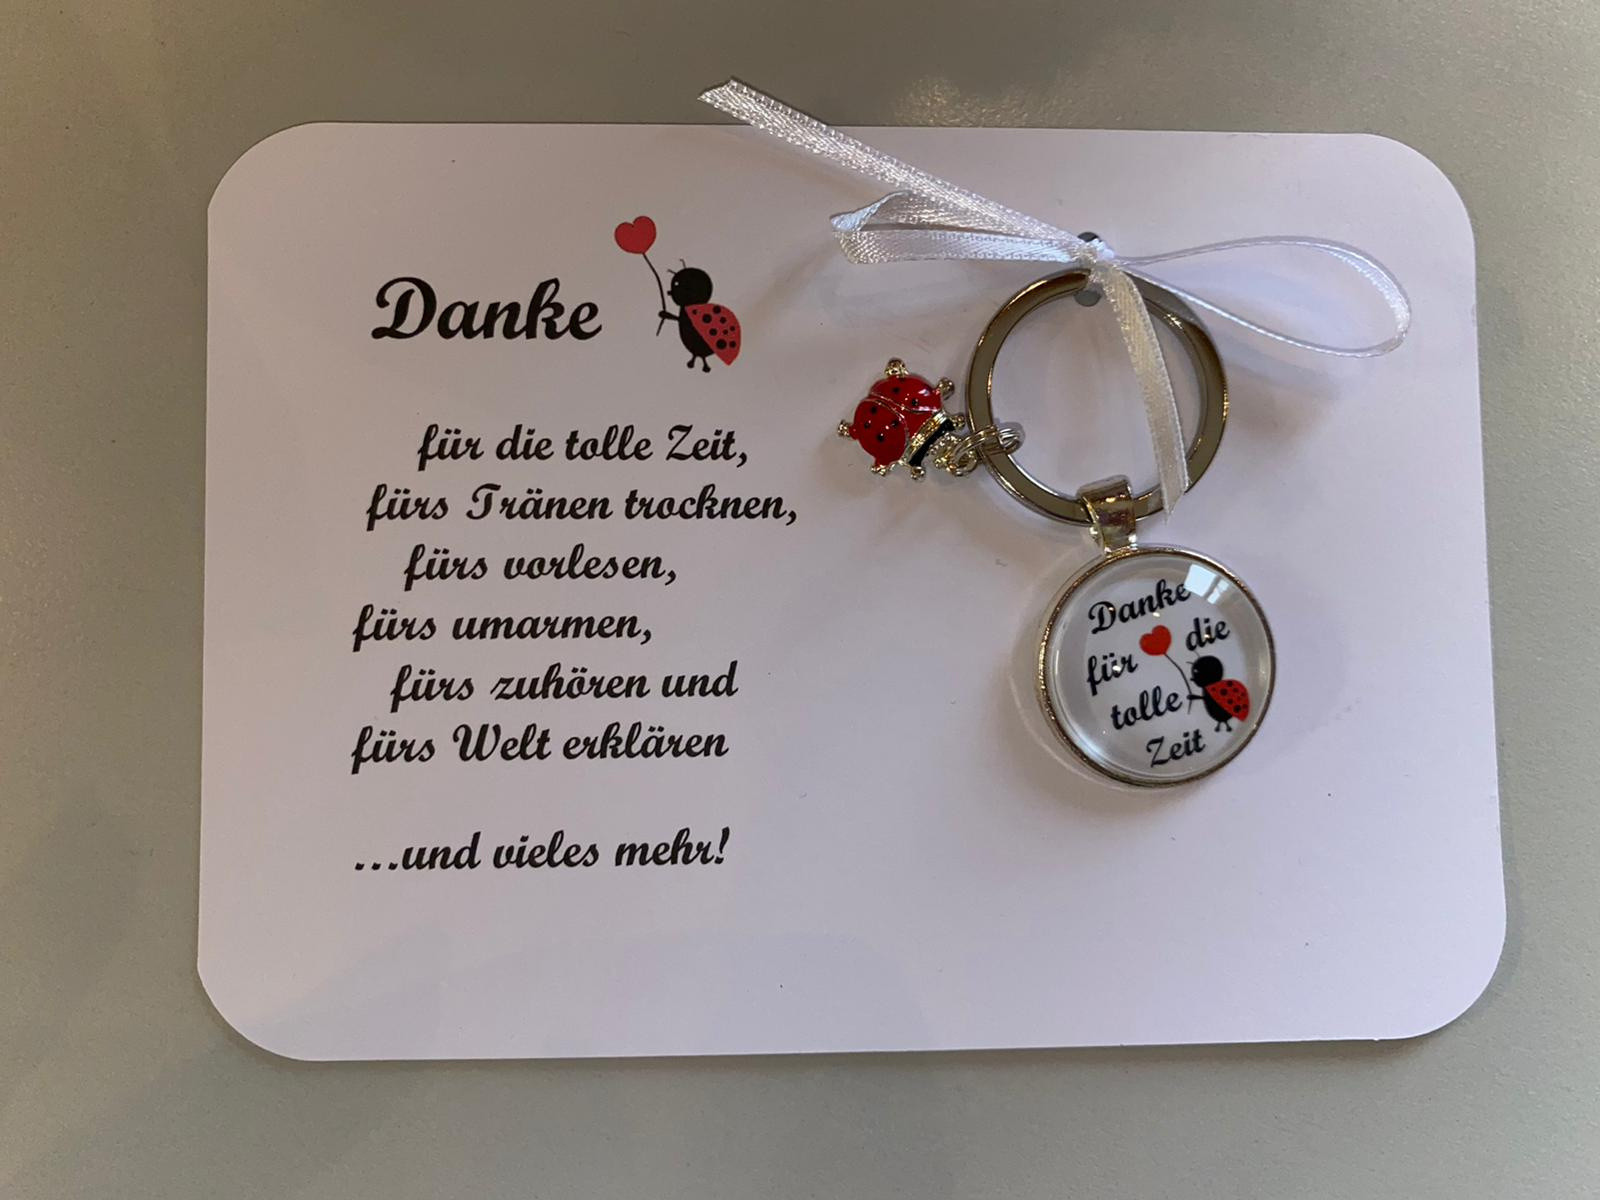 Danke
für die tolle Zeit,
fürs Tränen trocknen,
fürs vorlesen,
fürs umarmen,
fürs zuhören und
fürs Welt erklären
...und vieles mehr!
Danke
für die
tolle
Zeit